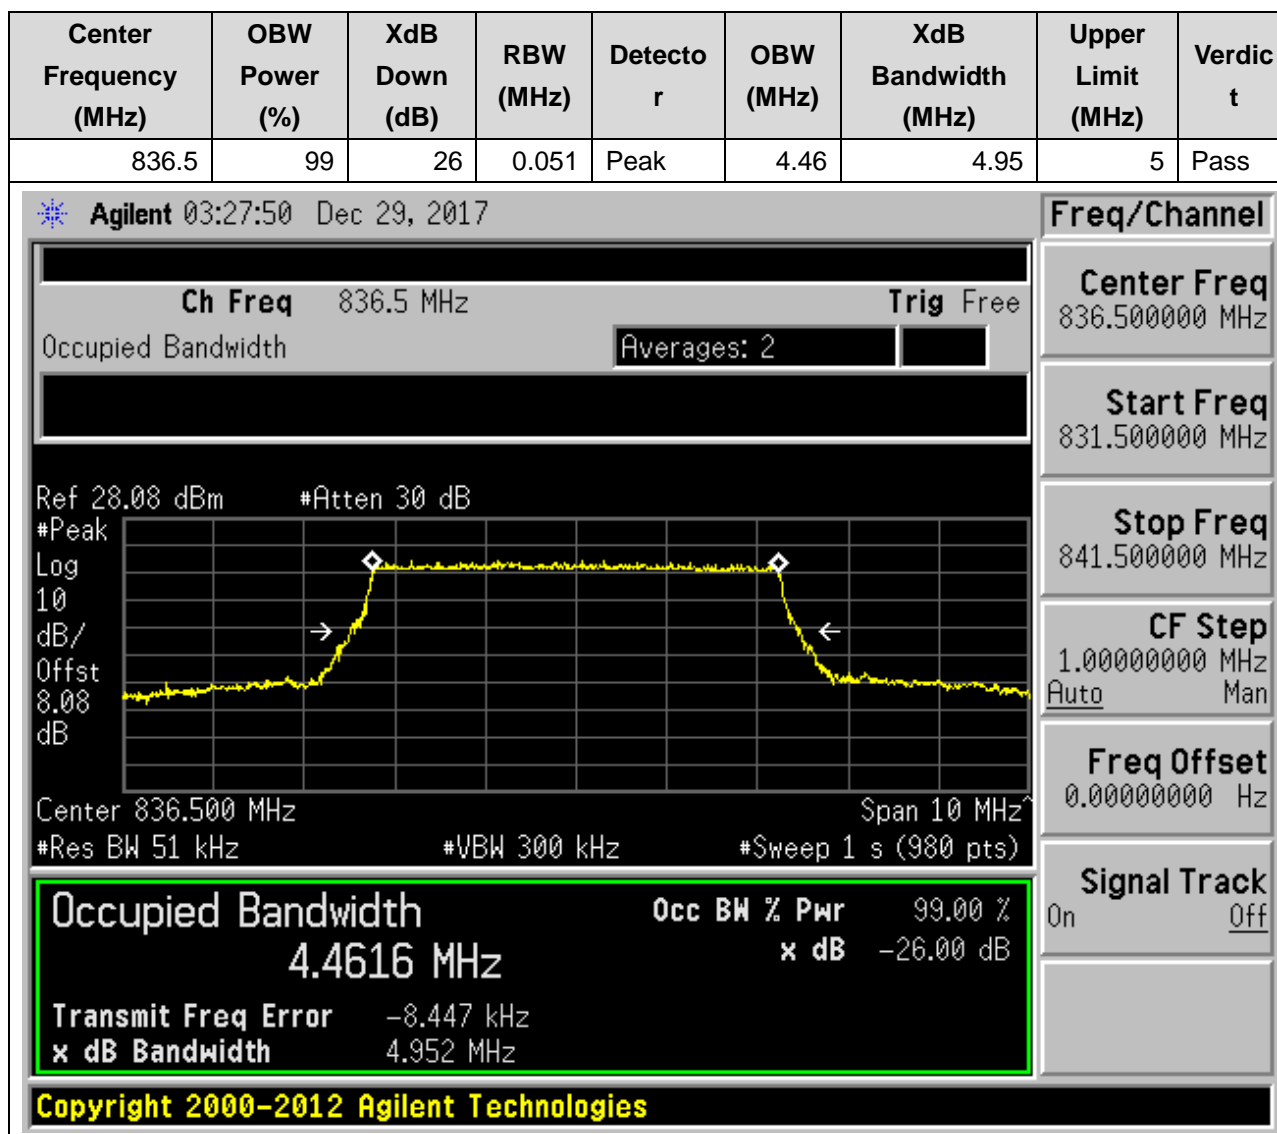 Center Frequency (MHz) OBW Power (%) XdB Down (dB) RBW (MHz) Detecto r OBW (MHz) XdB Bandwidth (MHz) Upper Limit (MHz) Verdic t
836.5 99 26 0.051 Peak 4.46 4.95 5 Pass
Agilent 03:27:50 Dec 29, 2017
Freq/Channel
Ch Freq 836.5 MHz Trig Free
Occupied Bandwidth Averages: 2
Ref 28.08 dBm #Atten 30 dB
#Peak
Log
10
dB/
Offst
8.08
dB
Center 836.500 MHz Span 10 MHz^
#Res BW 51 kHz #VBW 300 kHz #Sweep 1 s (980 pts)
Occupied Bandwidth Occ BW % Pwr 99.00 %
4.4616 MHz x dB -26.00 dB
Transmit Freq Error -8.447 kHz
x dB Bandwidth 4.952 MHz
Copyright 2000-2012 Agilent Technologies
Center Freq
836.500000 MHz
Start Freq
831.500000 MHz
Stop Freq
841.500000 MHz
CF Step
1.00000000 MHz
Auto Man
Freq Offset
0.00000000 Hz
Signal Track
On Off